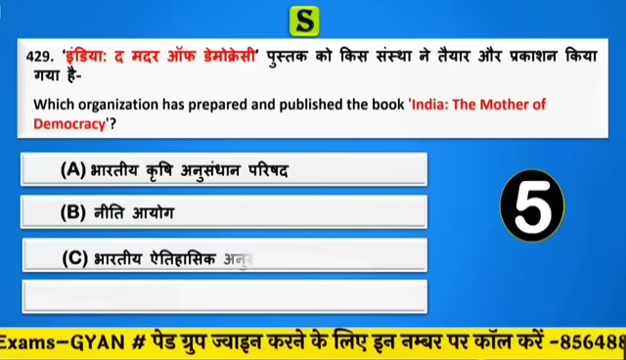 S
429. 'इंडिया: द मदर ऑफ डेमोक्रेसी' पुस्तक को किस संस्था ने तैयार और प्रकाशन किया
गया है-
Which organization has prepared and published the book 'India: The Mother of
Democracy'?
(A) भारतीय कृषि अनुसंधान परिषद
(B) नीति आयोग
5
(C) भारतीय ऐतिहासिक
Exams-GYAN # पेड ग्रुप ज्वाइन करने के लिए इन नम्बर पर कॉल करें -856488